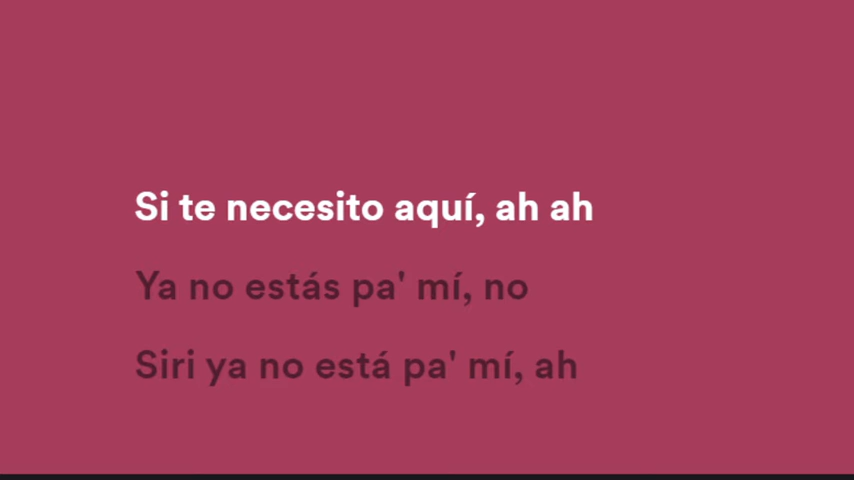 Si te necesito aquí, ah ah
Ya no estás pa' mí, no
Siri ya no está pa' mí, ah